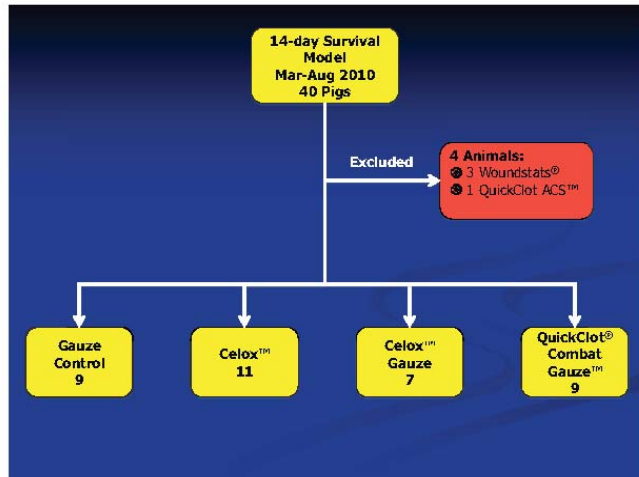 14-day Survival
Model
Mar-Aug 2010
40 Pigs
Excluded
4 Animals:
3 Woundstats®
1 QuickClot ACS™
Gauze
Control
9
Celox™
11
Celox™
Gauze
7
QuickClot®
Combat
Gauze™
9